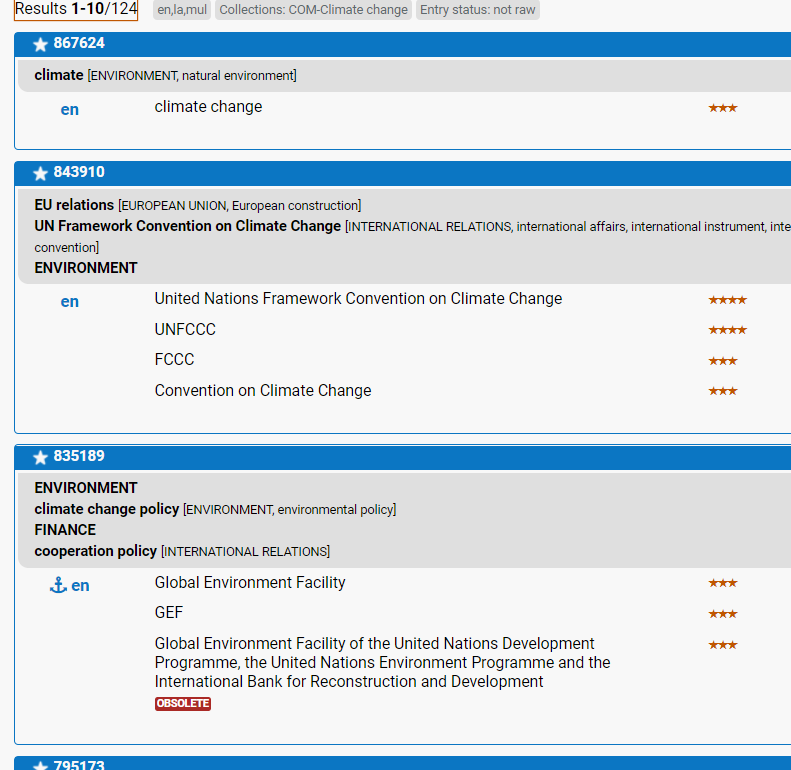 Results 1-10/124 en,la,mul Collections: COM-Climate change Entry status: not raw
867624
climate [ENVIRONMENT, natural environment]
en climate change ★★★
843910
EU relations [EUROPEAN UNION, European construction]
UN Framework Convention on Climate Change [INTERNATIONAL RELATIONS, international affairs, international instrument,
convention]
ENVIRONMENT
en United Nations Framework Convention on Climate Change ★★★★
UNFCCC ★★★★
FCCC ★★★
Convention on Climate Change ★★★
835189
ENVIRONMENT
climate change policy [ENVIRONMENT, environmental policy]
FINANCE
cooperation policy [INTERNATIONAL RELATIONS]
en Global Environment Facility ★★★
GEF ★★★
Global Environment Facility of the United Nations Development ★★★
Programme, the United Nations Environment Programme and the
International Bank for Reconstruction and Development
OBSOLETE
795173